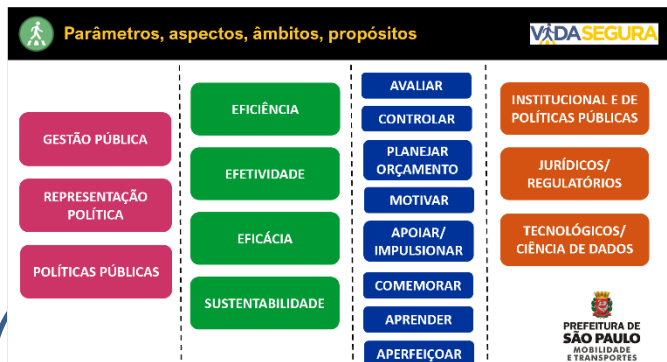 Parâmetros, aspectos, âmbitos, propósitos
VIDASEGURA
GESTÃO PÚBLICA
REPRESENTAÇÃO
POLÍTICA
POLÍTICAS PÚBLICAS
EFICIÊNCIA
EFETIVIDADE
EFICÁCIA
SUSTENTABILIDADE
AVALIAR
CONTROLAR
PLANEJAR
ORÇAMENTO
MOTIVAR
APOIAR/
IMPULSIONAR
COMEMORAR
APRENDER
APERFEIÇOAR
INSTITUCIONAL E DE
POLÍTICAS PÚBLICAS
JURÍDICOS/
REGULATÓRIOS
TECNOLÓGICOS/
CIÊNCIA DE DADOS
PREFEITURA DE
SÃO PAULO
MOBILIDADE
E TRANSPORTES